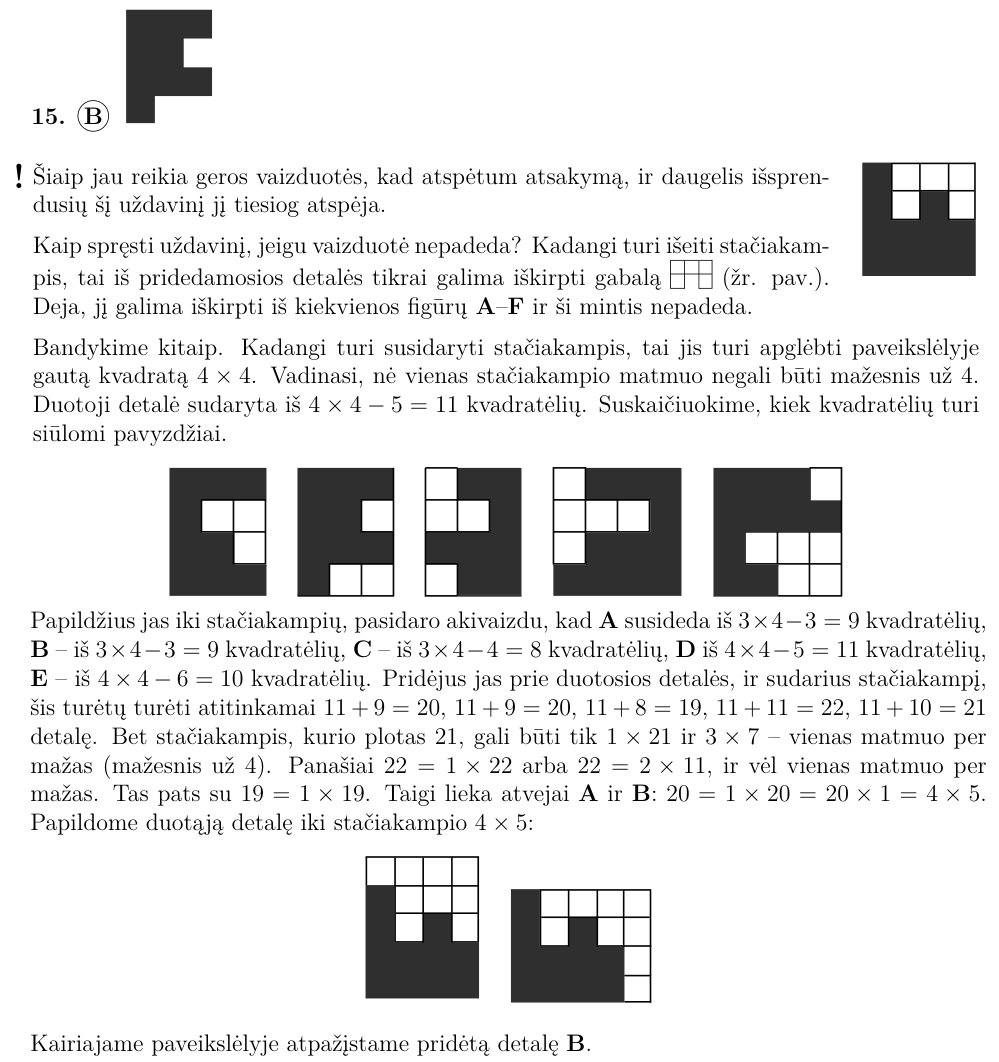 15. B
! Šiaip jau reikia geros vaizduotės, kad atspėtum atsakymą, ir daugelis išspren-
dusių šį uždavinį jį tiesiog atspėja.
Kaip spręsti uždavinį, jeigu vaizduotė nepadeda? Kadangi turi išeiti stačiakam-
pis, tai iš pridedamosios detalės tikrai galima iškirpti gabalą (žr. pav.).
Deja, jį galima iškirpti iš kiekvienos figūrų A–F ir ši mintis nepadeda.
Bandykime kitaip. Kadangi turi susidaryti stačiakampis, tai jis turi apglėbti paveikslėlyje
gautą kvadratą 4 × 4. Vadinasi, nė vienas stačiakampio matmuo negali būti mažesnis už 4.
Duotoji detalė sudaryta iš 4 × 4 − 5 = 11 kvadratėlių. Suskaičiuokime, kiek kvadratėlių turi
siūlomi pavyzdžiai.
Papildžius jas iki stačiakampių, pasidaro akivaizdu, kad A susideda iš 3×4−3 = 9 kvadratėlių,
B – iš 3×4−3 = 9 kvadratėlių, C – iš 3×4−4 = 8 kvadratėlių, D iš 4×4−5 = 11 kvadratėlių,
E – iš 4 × 4 − 6 = 10 kvadratėlių. Pridėjus jas prie duotosios detalės, ir sudarius stačiakampį,
šis turėtų turėti atitinkamai 11 + 9 = 20, 11 + 9 = 20, 11 + 8 = 19, 11 + 11 = 22, 11 + 10 = 21
detalę. Bet stačiakampis, kurio plotas 21, gali būti tik 1 × 21 ir 3 × 7 – vienas matmuo per
mažas (mažesnis už 4). Panašiai 22 = 1 × 22 arba 22 = 2 × 11, ir vėl vienas matmuo per
mažas. Tas pats su 19 = 1 × 19. Taigi lieka atvejai A ir B: 20 = 1 × 20 = 20 × 1 = 4 × 5.
Papildome duotąją detalę iki stačiakampio 4 × 5:
Kairiajame paveikslėlyje atpažįstame pridėtą detalę B.